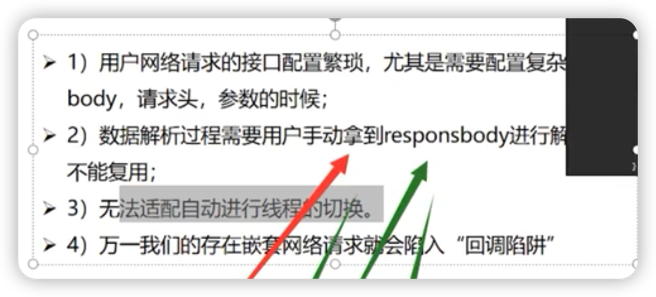 ➢ 1）用户网络请求的接口配置繁琐，尤其是需要配置复杂
body，请求头，参数的时候；
➢ 2）数据解析过程需要用户手动拿到responsbody进行解
不能复用；
➢ 3）无法适配自动进行线程的切换。
➢ 4）万一我们的存在嵌套网络请求就会陷入“回调陷阱”